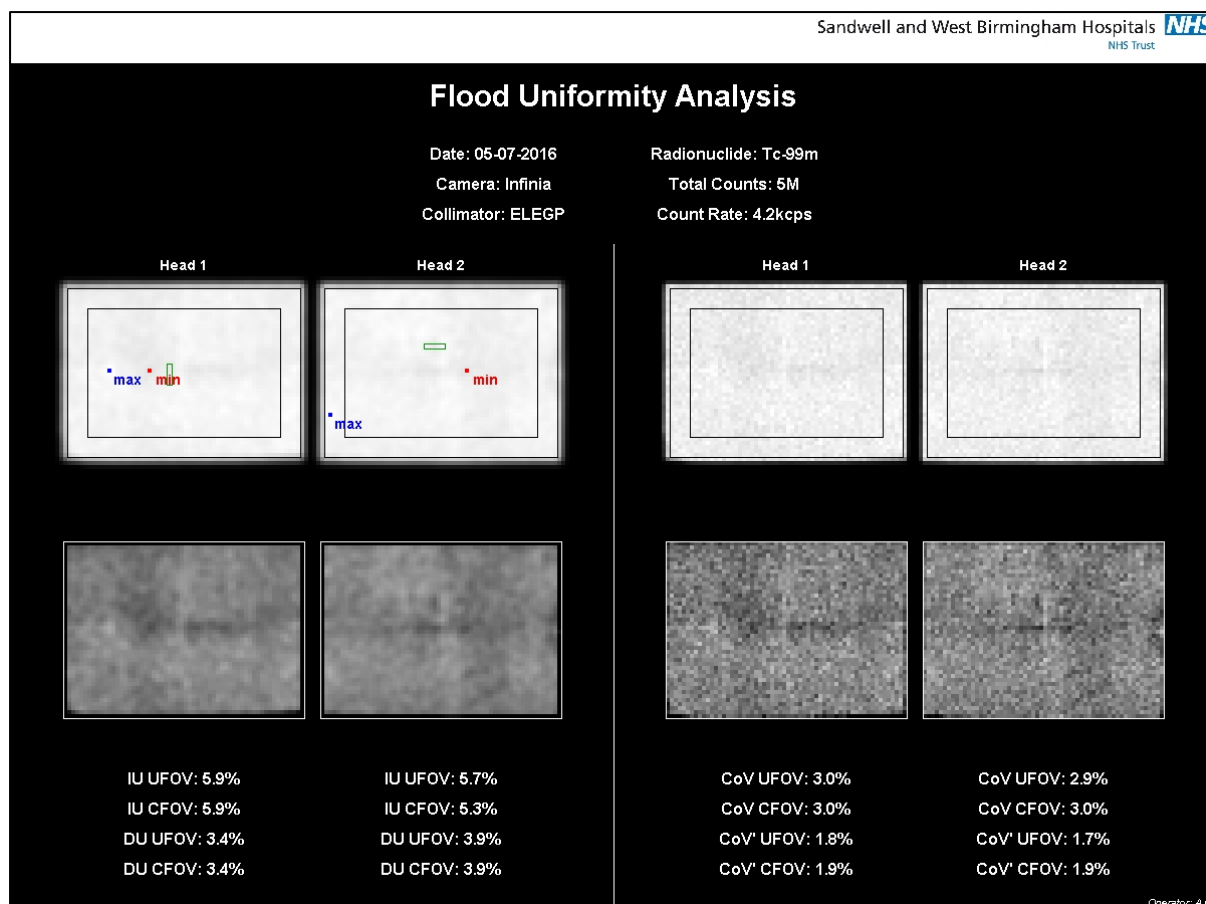 Sandwell and West Birmingham Hospitals NHS
NHS Trust
Flood Uniformity Analysis
Date: 05-07-2016 Radionuclide: Tc-99m
Camera: Infinia Total Counts: 5M
Collimator: ELEGP Count Rate: 4.2kcps
Head 1 Head 2 Head 1 Head 2
max min min
max
IU UFOV: 5.9% IU UFOV: 5.7% CoV UFOV: 3.0% CoV UFOV: 2.9%
IU CFOV: 5.9% IU CFOV: 5.3% CoV CFOV: 3.0% CoV CFOV: 3.0%
DU UFOV: 3.4% DU UFOV: 3.9% CoV' UFOV: 1.8% CoV' UFOV: 1.7%
DU CFOV: 3.4% DU CFOV: 3.9% CoV' CFOV: 1.9% CoV' CFOV: 1.9%
Operator: